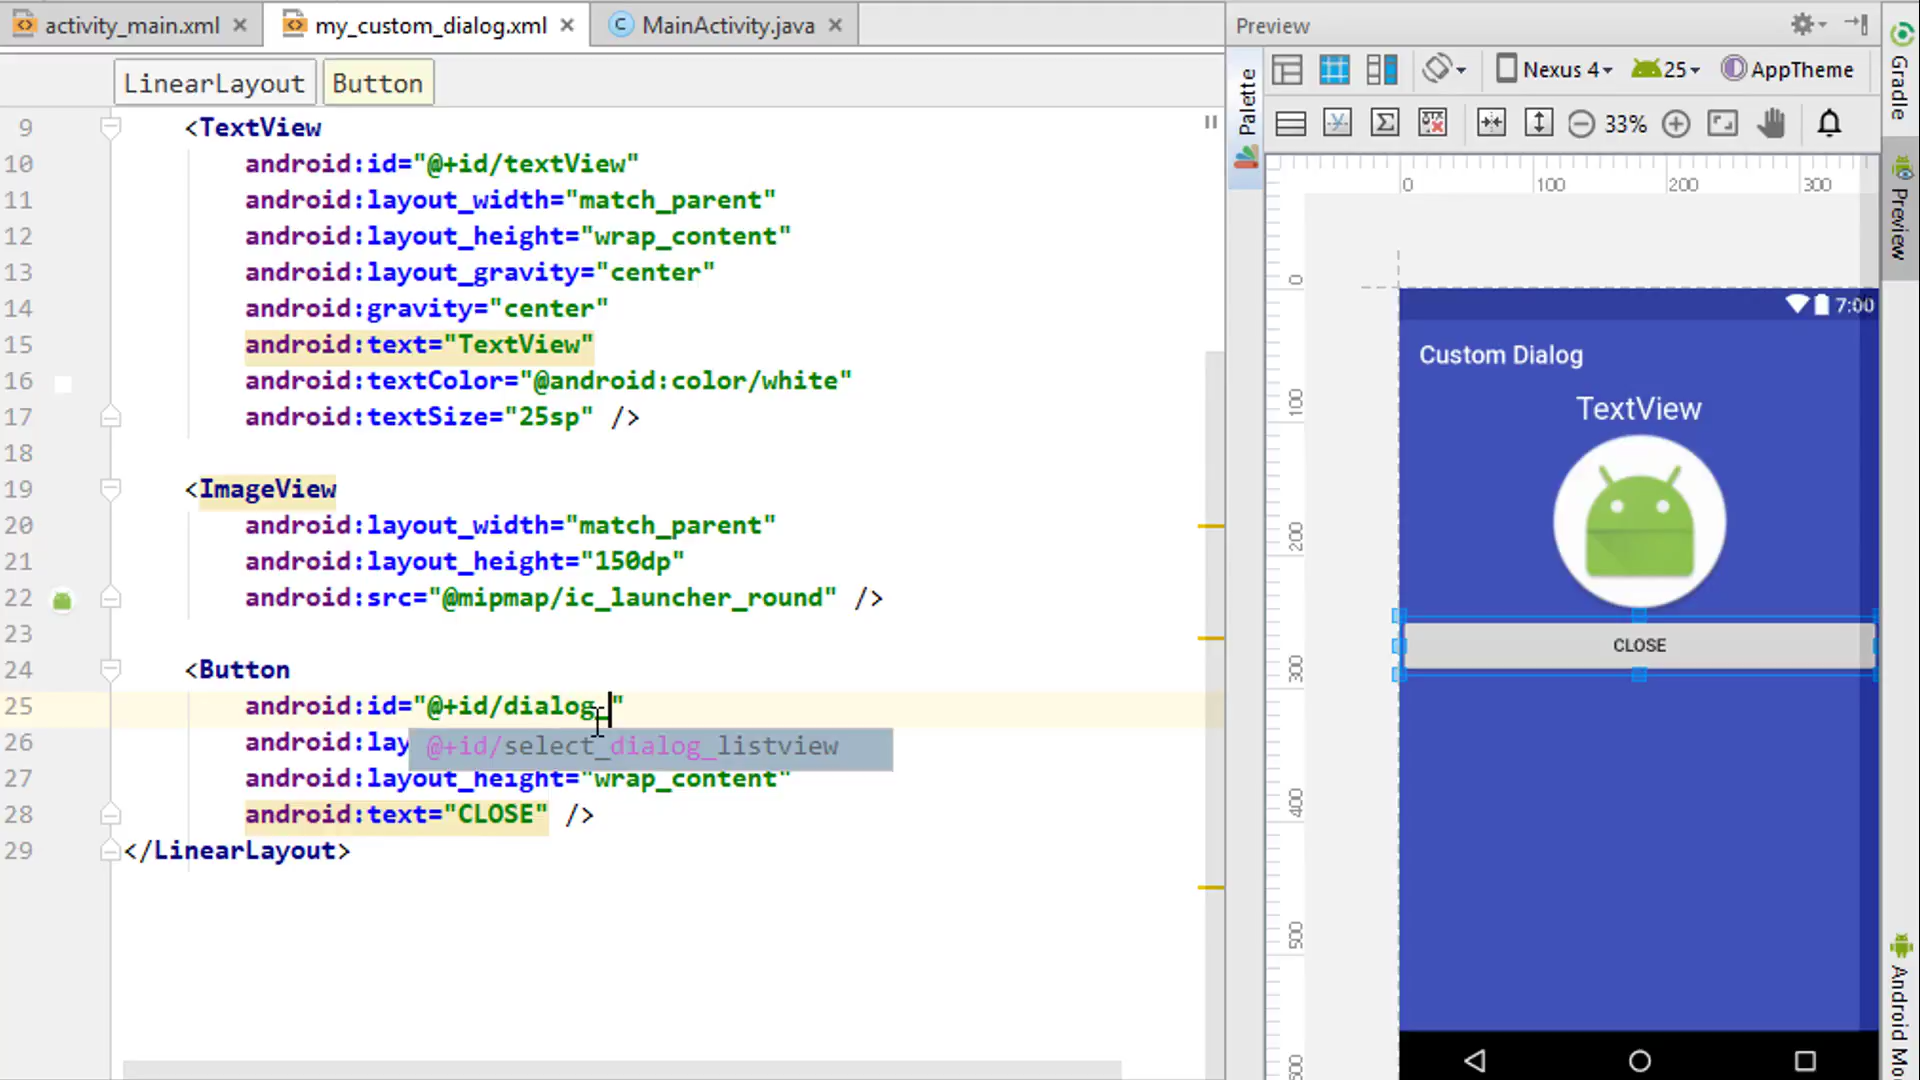 activity_main.xml
my_custom_dialog.xml
MainActivity.java
LinearLayout
Button
9 <TextView
10 android:id="@+id/textView"
11 android:layout_width="match_parent"
12 android:layout_height="wrap_content"
13 android:layout_gravity="center"
14 android:gravity="center"
15 android:text="TextView"
16 android:textColor="@android:color/white"
17 android:textSize="25sp" />
18
19 <ImageView
20 android:layout_width="match_parent"
21 android:layout_height="150dp"
22 android:src="@mipmap/ic_launcher_round" />
23
24 <Button
25 android:id="@+id/dialog_"
26 android:lay
@+id/select_dialog_listview
27 android:layout_height="wrap_content"
28 android:text="CLOSE" />
29 </LinearLayout>
Preview
Palette
Nexus 4
25
AppTheme
33%
0 100 200 300
0
100
200
300
400
500
600
7:00
Custom Dialog
TextView
CLOSE
Gradle
Preview
Android Mo